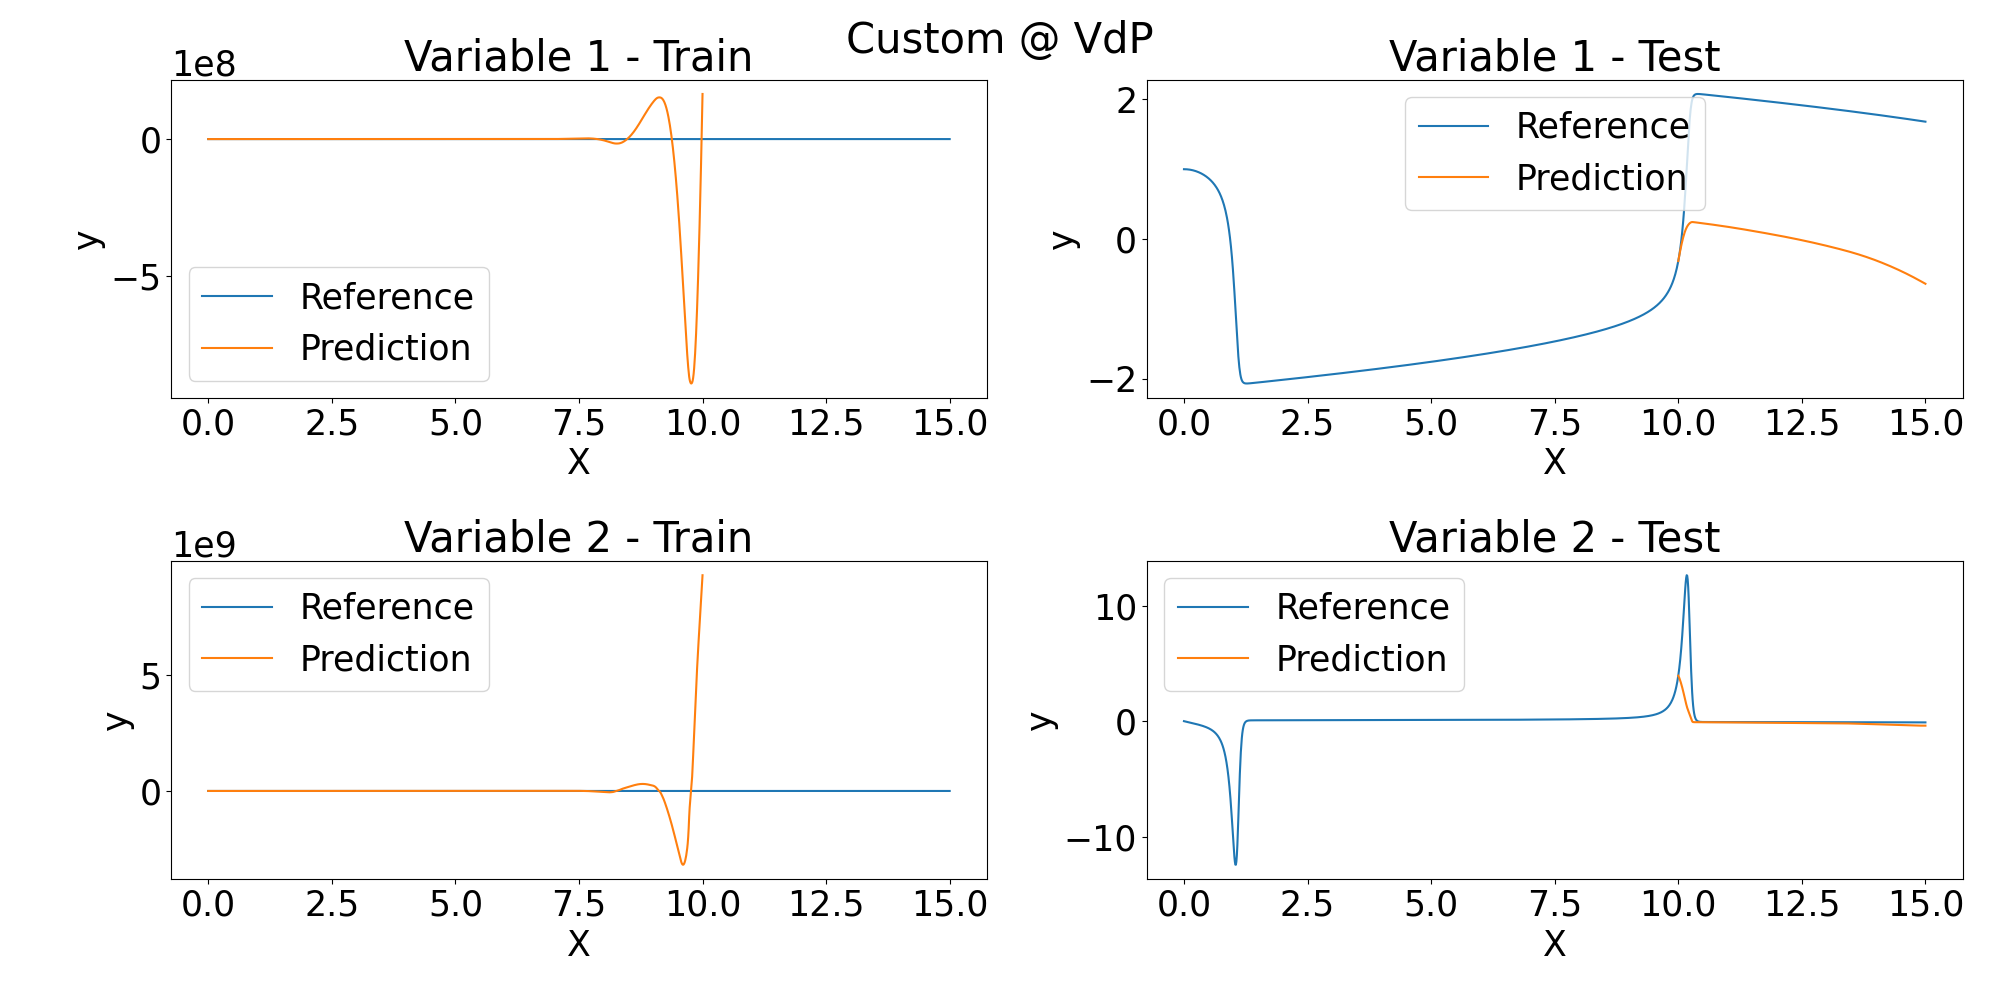 Custom @ VdP
Variable 1 - Train
1e8
0
−5
y
Reference
Prediction
0.0 2.5 5.0 7.5 10.0 12.5 15.0
X
Variable 1 - Test
2
0
−2
y
Reference
Prediction
0.0 2.5 5.0 7.5 10.0 12.5 15.0
X
Variable 2 - Train
1e9
5
0
y
Reference
Prediction
0.0 2.5 5.0 7.5 10.0 12.5 15.0
X
Variable 2 - Test
10
0
−10
y
Reference
Prediction
0.0 2.5 5.0 7.5 10.0 12.5 15.0
X